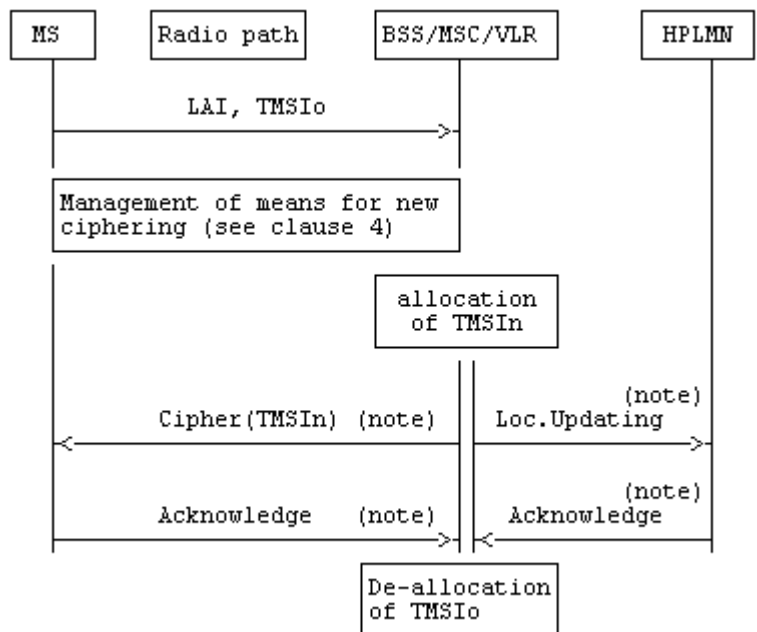 MS
Radio path
BSS/MSC/VLR
HPLMN
LAI, TMSIo
Management of means for new
ciphering (see clause 4)
allocation
of TMSIn
(note)
Cipher(TMSIn) (note)
Loc.Updating
(note)
Acknowledge (note)
Acknowledge
De-allocation
of TMSIo